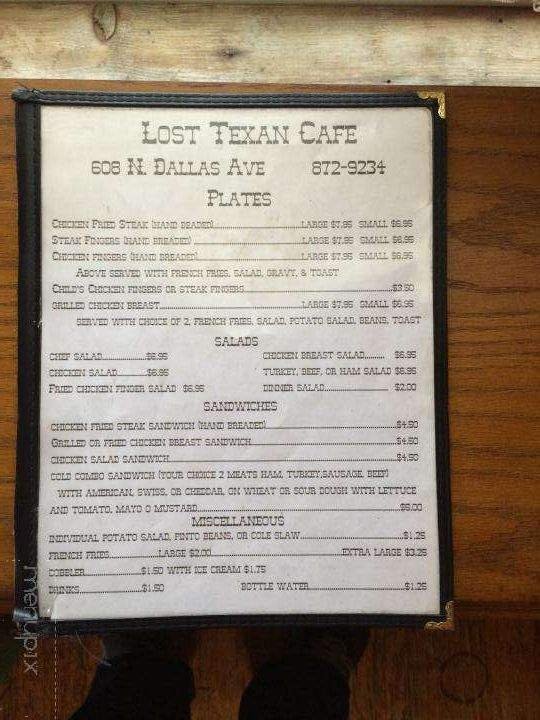 LOST TEXAN CAFE
608 N. DALLAS AVE 872-9234
PLATES
CHICKEN FRIED STEAK (HAND BEADED) LARGE $7.95 SMALL $6.95
STEAK FINGERS (HAND BREADED) LARGE $7.95 SMALL $6.95
CHICKEN FINGERS (HAND BREADED) LARGE $7.95 SMALL $6.95
ABOVE SERVED WITH FRENCH FRIES, SALAD, GRAVY, & TOAST
CHILD'S CHICKEN FINGERS OR STEAK FINGERS $3.50
GRILLED CHICKEN BREAST LARGE $7.95 SMALL $6.95
SERVED WITH CHOICE OF 2, FRENCH FRIES, SALAD, POTATO SALAD, BEANS, TOAST
SALADS
CHEF SALAD $6.95 CHICKEN BREAST SALAD $6.95
CHICKEN SALAD $6.95 TURKEY, BEEF, OR HAM SALAD $6.95
FRIED CHICKEN FINGER SALAD $6.95 DINNER SALAD $2.00
SANDWICHES
CHICKEN FRIED STEAK SANDWICH (HAND BREADED) $4.50
GRILLED OR FRIED CHICKEN BREAST SANDWICH $4.50
CHICKEN SALAD SANDWICH $4.50
COLD COMBO SANDWICH (YOUR CHOICE 2 MEATS HAM, TURKEY,SAUSAGE, BEEF)
WITH AMERICAN, SWISS, OR CHEDDAR, ON WHEAT OR SOUR DOUGH WITH LETTUCE
AND TOMATO, MAYO O MUSTARD $5.00
MISCELLANEOUS
INDIVIDUAL POTATO SALAD, PINTO BEANS, OR COLE SLAW $1.25
FRENCH FRIES LARGE $2.00 EXTRA LARGE $3.25
COBBLER $1.50 WITH ICE CREAM $1.75
DRINKS $1.50 BOTTLE WATER $1.25
menupix